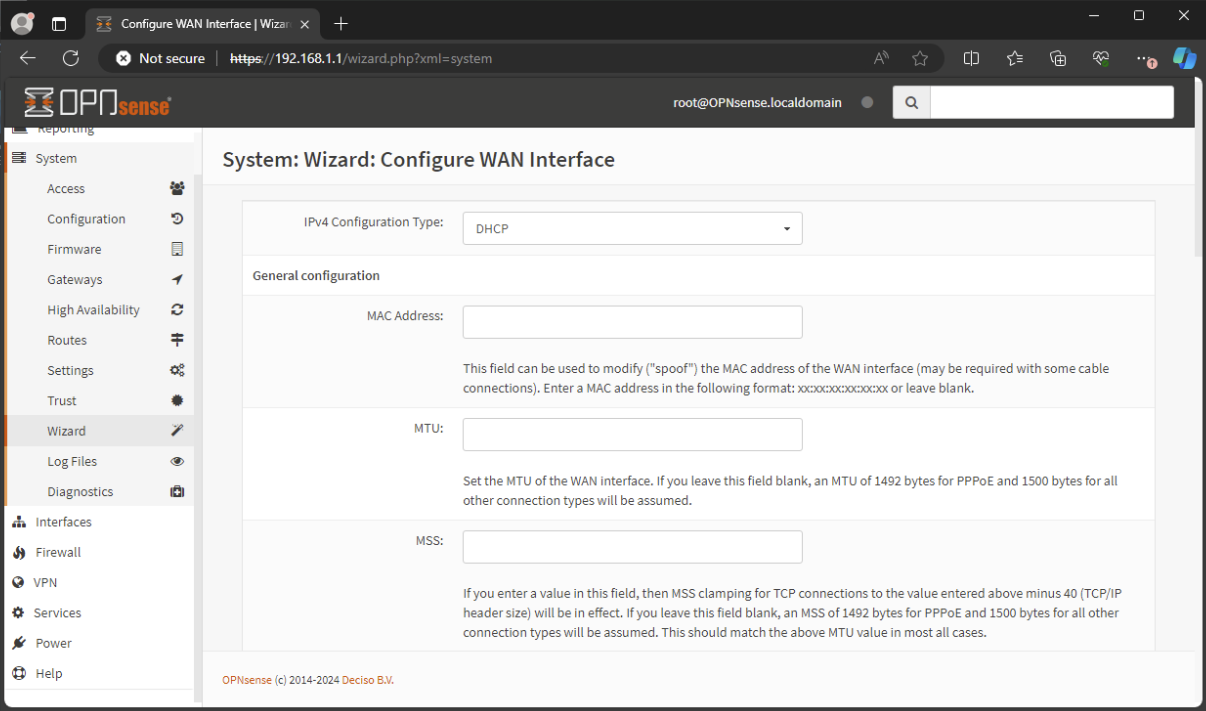 Configure WAN Interface | Wizar
Not secure
https://192.168.1.1/wizard.php?xml=system
OPNsense
root@OPNsense.localdomain
Reporting
System
Access
Configuration
Firmware
Gateways
High Availability
Routes
Settings
Trust
Wizard
Log Files
Diagnostics
Interfaces
Firewall
VPN
Services
Power
Help
System: Wizard: Configure WAN Interface
IPv4 Configuration Type:
DHCP
General configuration
MAC Address:
This field can be used to modify ("spoof") the MAC address of the WAN interface (may be required with some cable
connections). Enter a MAC address in the following format: xx:xx:xx:xx:xx:xx or leave blank.
MTU:
Set the MTU of the WAN interface. If you leave this field blank, an MTU of 1492 bytes for PPPoE and 1500 bytes for all
other connection types will be assumed.
MSS:
If you enter a value in this field, then MSS clamping for TCP connections to the value entered above minus 40 (TCP/IP
header size) will be in effect. If you leave this field blank, an MSS of 1492 bytes for PPPoE and 1500 bytes for all other
connection types will be assumed. This should match the above MTU value in most all cases.
OPNsense (c) 2014-2024 Deciso B.V.